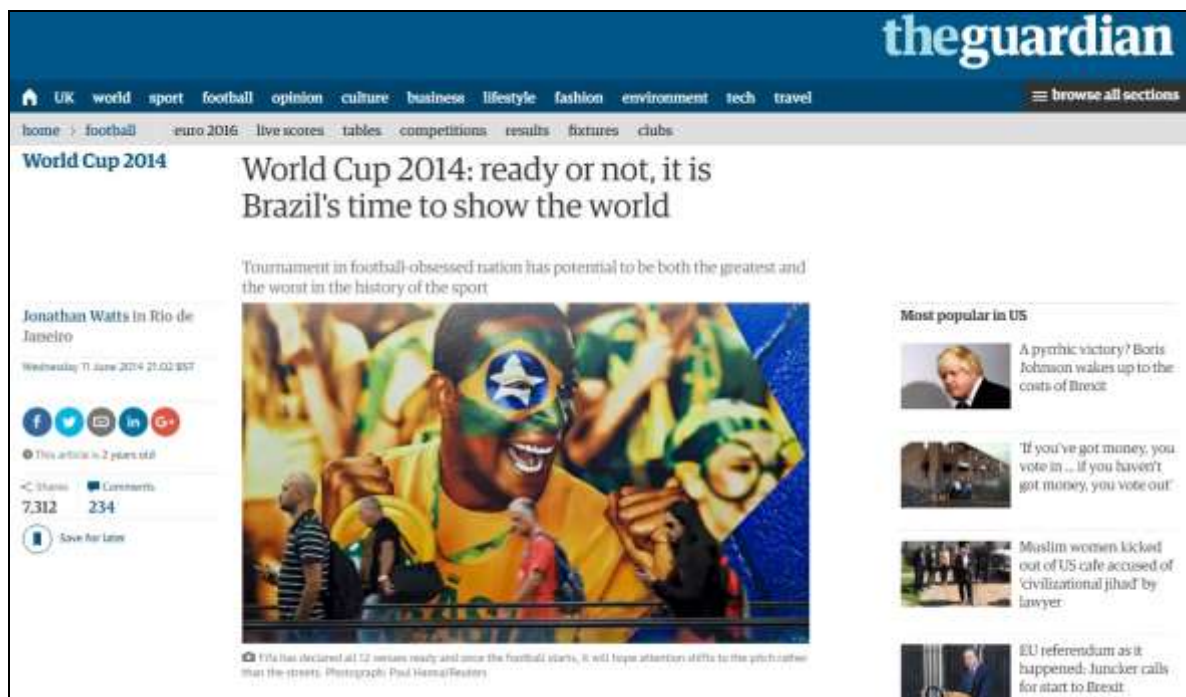 theguardian
UK world sport football opinion culture business lifestyle fashion environment tech travel browse all sections
home › football euro 2016 live scores tables competitions results fixtures clubs
World Cup 2014
World Cup 2014: ready or not, it is
Brazil's time to show the world
Tournament in football-obsessed nation has potential to be both the greatest and
the worst in the history of the sport
Jonathan Watts in Rio de
Janeiro
Wednesday 11 June 2014 21.02 BST
f in G+
This article is 2 years old
Shares Comments
7,312 234
Save for later
Fifa has declared all 12 venues ready and once the football starts, it will hope attention shifts to the pitch rather
than the streets. Photograph: Paul Hanna/Reuters
Most popular in US
A pyrrhic victory? Boris
Johnson wakes up to the
costs of Brexit
'If you've got money, you
vote in ... if you haven't
got money, you vote out'
Muslim women kicked
out of US cafe accused of
'civilizational jihad' by
lawyer
EU referendum as it
happened: Juncker calls
for start to Brexit